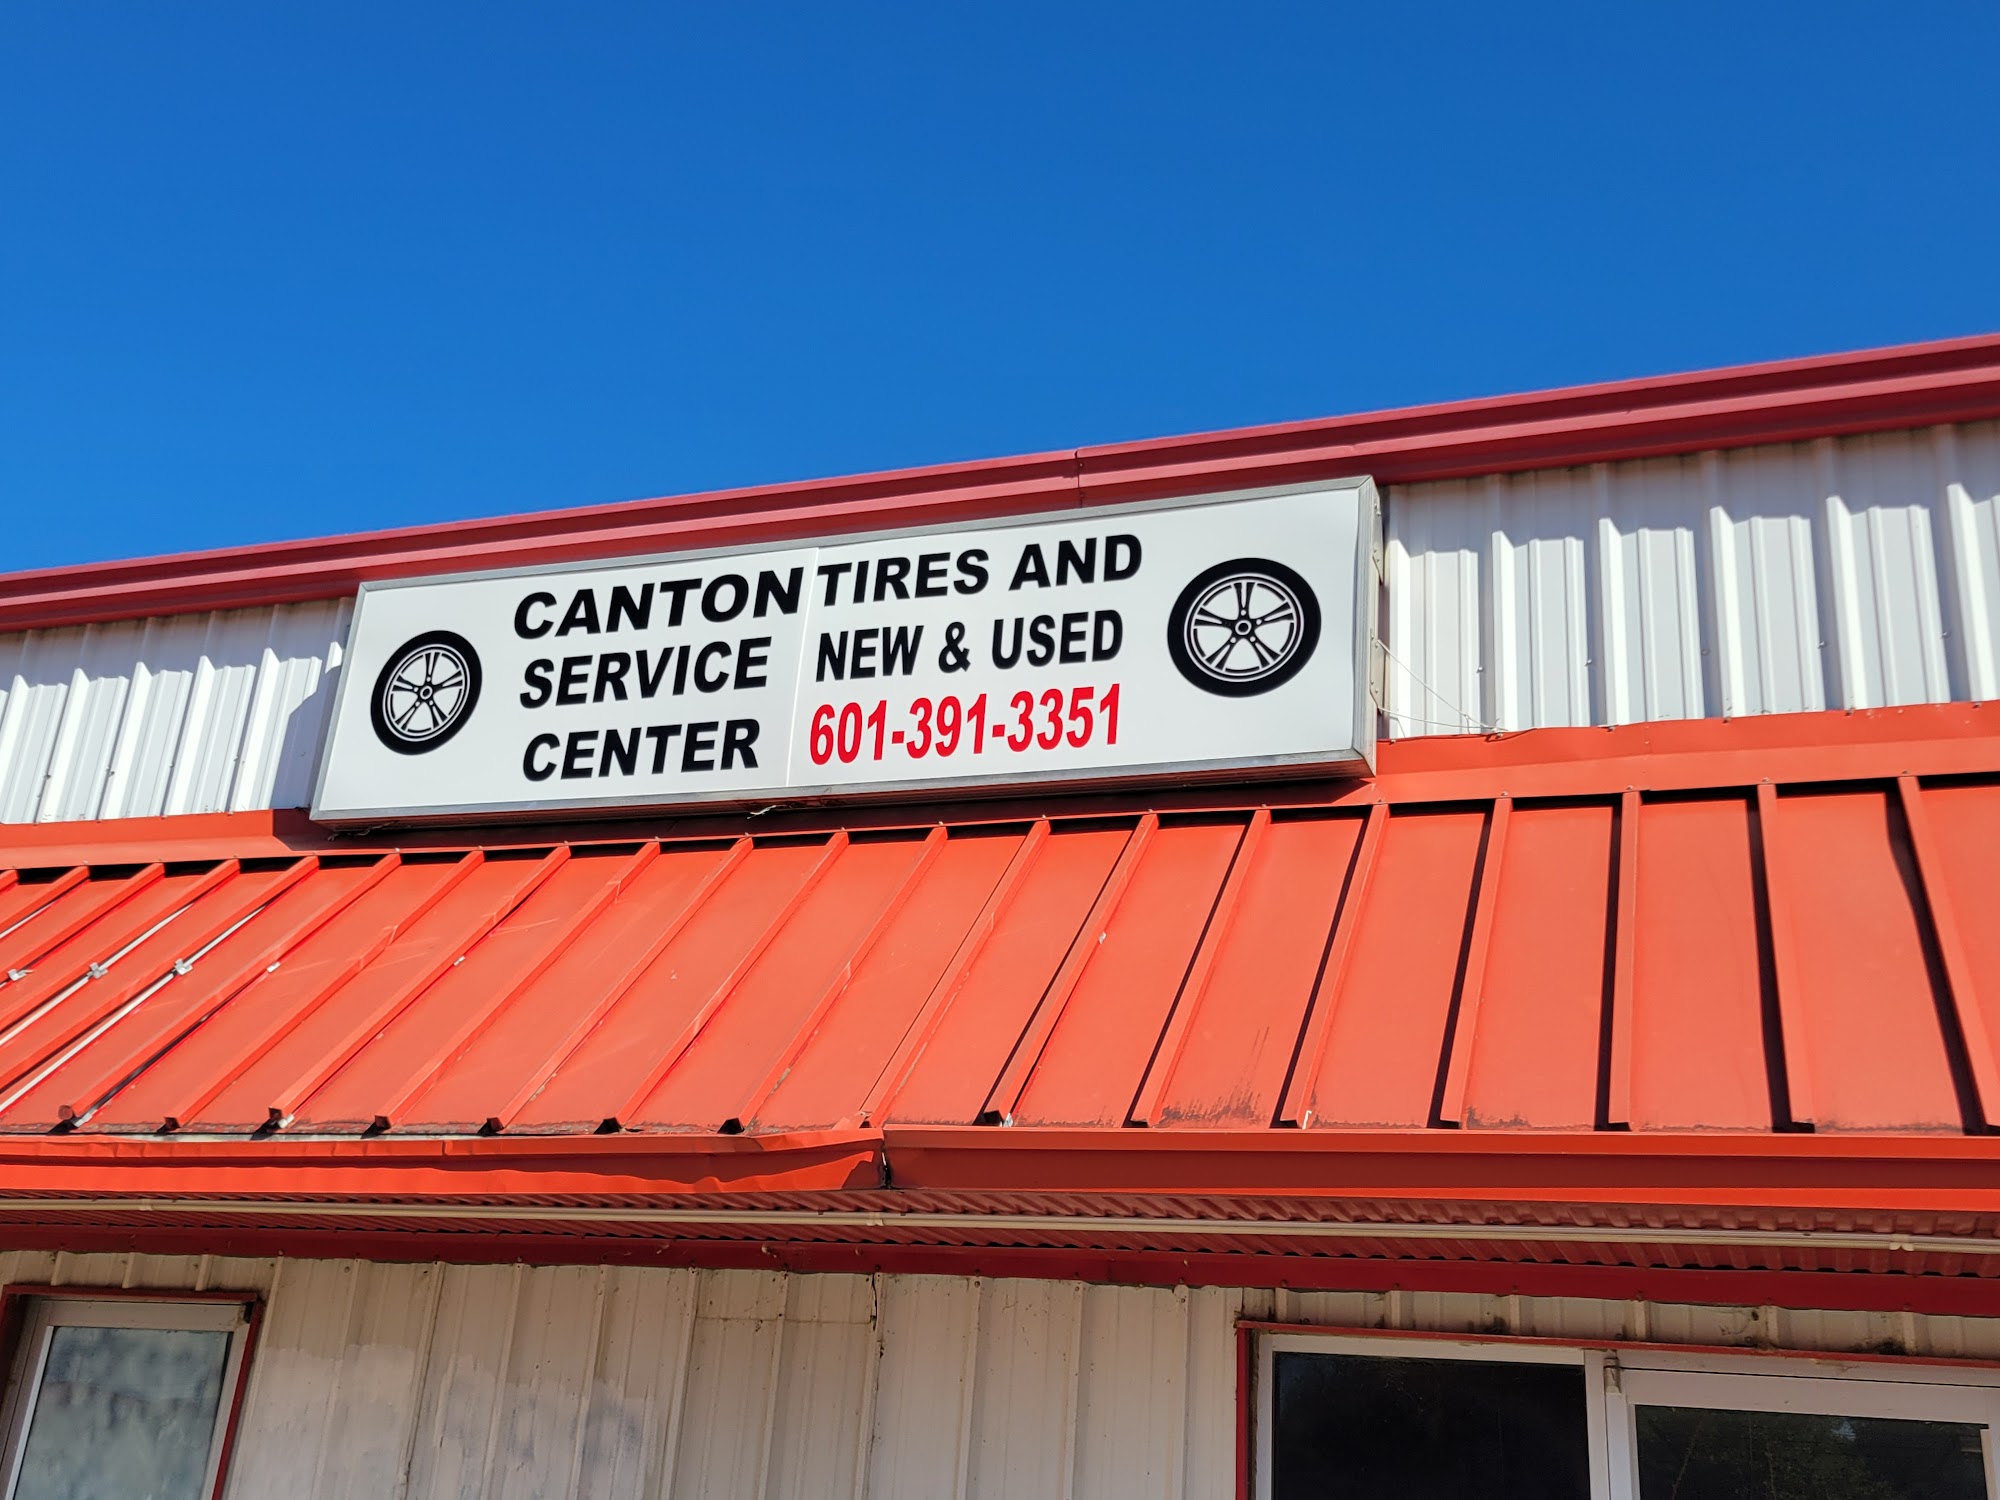 CANTON TIRES AND
SERVICE NEW & USED
CENTER 601-391-3351